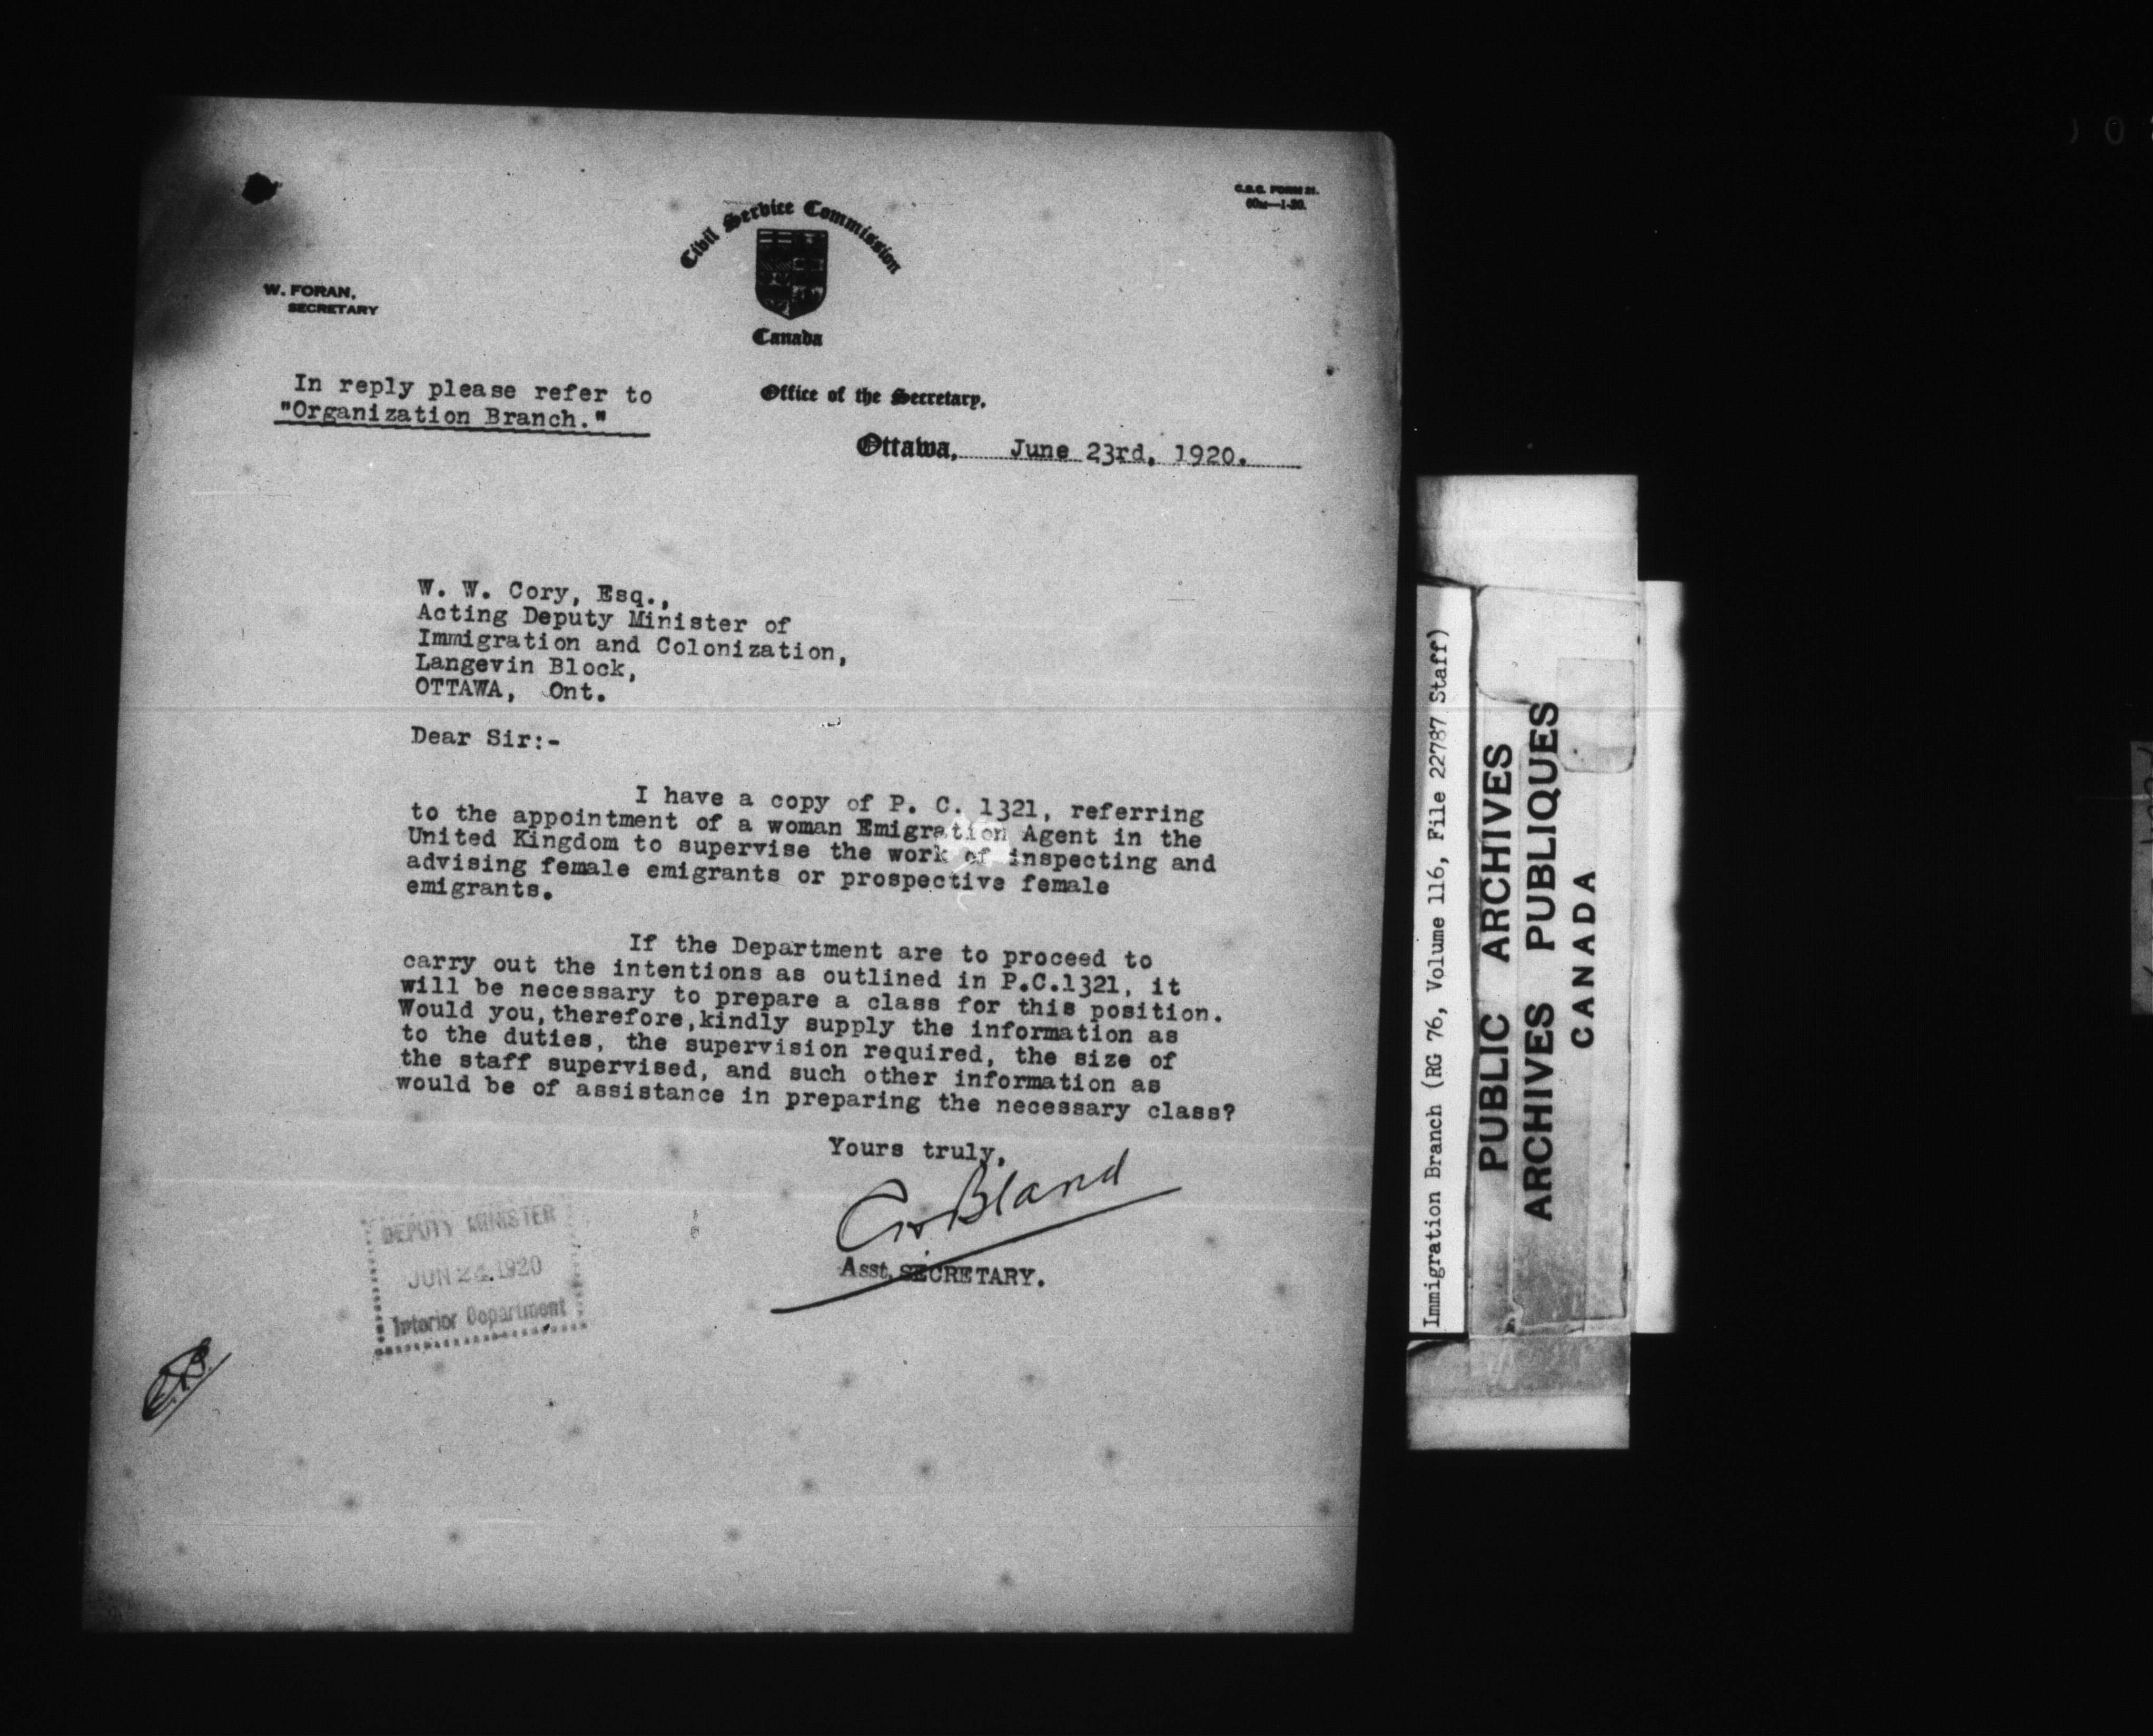 C.S.C. FORM 21.
60M—1-20.
Civil Service Commission
Canada
W. FORAN,
SECRETARY
In reply please refer to
"Organization Branch."
Office of the Secretary.
Ottawa, June 23rd, 1920.
W. W. Cory, Esq.,
Acting Deputy Minister of
Immigration and Colonization,
Langevin Block,
OTTAWA, Ont.
Dear Sir:-
I have a copy of P. C. 1321, referring
to the appointment of a woman Emigration Agent in the
United Kingdom to supervise the work of inspecting and
advising female emigrants or prospective female
emigrants.
If the Department are to proceed to
carry out the intentions as outlined in P.C.1321, it
will be necessary to prepare a class for this position.
Would you, therefore, kindly supply the information as
to the duties, the supervision required, the size of
the staff supervised, and such other information as
would be of assistance in preparing the necessary class?
Yours truly,
Bland
Asst. SECRETARY.
DEPUTY MINISTER
JUN 24 1920
Interior Department
Immigration Branch (RG 76, Volume 116, File 22787 Staff)
PUBLIC ARCHIVES
ARCHIVES PUBLIQUES
CANADA